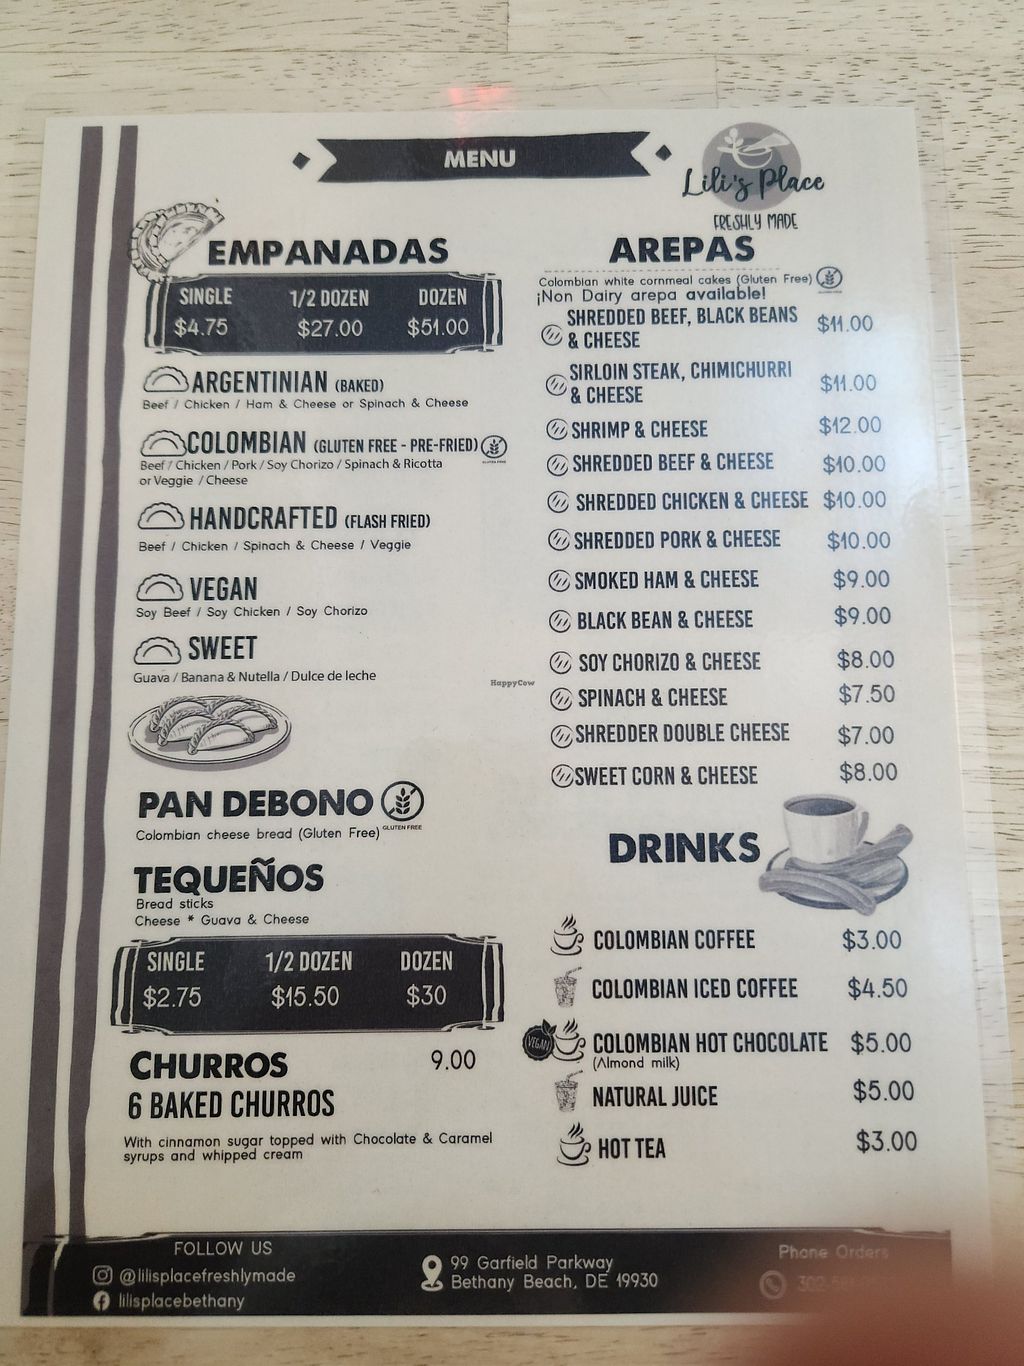 MENU
Lili's Place
FRESHLY MADE
EMPANADAS
SINGLE 1/2 DOZEN DOZEN
$4.75 $27.00 $51.00
ARGENTINIAN (BAKED)
Beef / Chicken / Ham & Cheese or Spinach & Cheese
COLOMBIAN (GLUTEN FREE - PRE-FRIED)
GLUTEN FREE
Beef / Chicken / Pork / Soy Chorizo / Spinach & Ricotta
or Veggie / Cheese
HANDCRAFTED (FLASH FRIED)
Beef / Chicken / Spinach & Cheese / Veggie
VEGAN
Soy Beef / Soy Chicken / Soy Chorizo
SWEET
Guava / Banana & Nutella / Dulce de leche
PAN DEBONO
GLUTEN FREE
Colombian cheese bread (Gluten Free)
TEQUEÑOS
Bread sticks
Cheese * Guava & Cheese
SINGLE 1/2 DOZEN DOZEN
$2.75 $15.50 $30
CHURROS 9.00
6 BAKED CHURROS
With cinnamon sugar topped with Chocolate & Caramel
syrups and whipped cream
AREPAS
Colombian white cornmeal cakes (Gluten Free)
¡Non Dairy arepa available!
SHREDDED BEEF, BLACK BEANS
& CHEESE $11.00
SIRLOIN STEAK, CHIMICHURRI
& CHEESE $11.00
SHRIMP & CHEESE $12.00
SHREDDED BEEF & CHEESE $10.00
SHREDDED CHICKEN & CHEESE $10.00
SHREDDED PORK & CHEESE $10.00
SMOKED HAM & CHEESE $9.00
BLACK BEAN & CHEESE $9.00
SOY CHORIZO & CHEESE $8.00
SPINACH & CHEESE $7.50
SHREDDER DOUBLE CHEESE $7.00
SWEET CORN & CHEESE $8.00
HappyCow
DRINKS
COLOMBIAN COFFEE $3.00
COLOMBIAN ICED COFFEE $4.50
VEGAN
COLOMBIAN HOT CHOCOLATE $5.00
(Almond milk)
NATURAL JUICE $5.00
HOT TEA $3.00
FOLLOW US
@lilisplacefreshlymade
lilisplacebethany
99 Garfield Parkway
Bethany Beach, DE 19930
Phone Orders
302